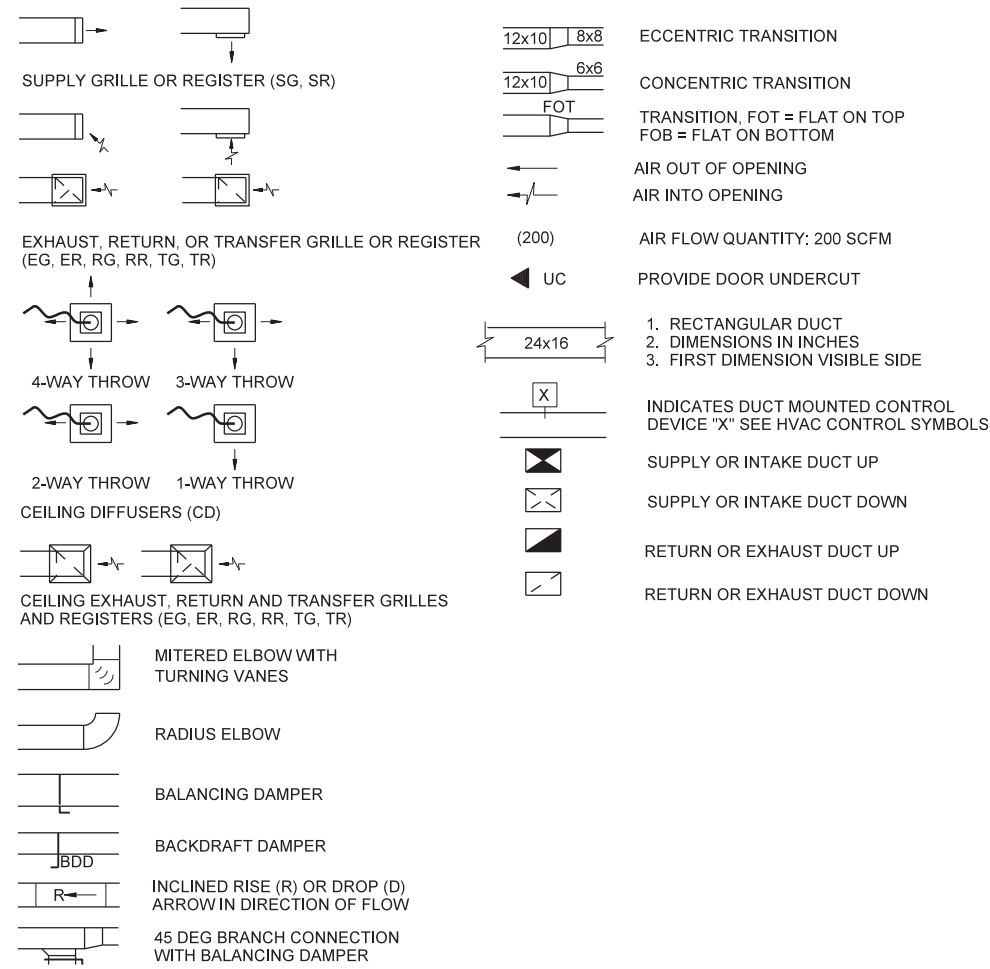 SUPPLY GRILLE OR REGISTER (SG, SR)
EXHAUST, RETURN, OR TRANSFER GRILLE OR REGISTER
(EG, ER, RG, RR, TG, TR)
4-WAY THROW
3-WAY THROW
2-WAY THROW
1-WAY THROW
CEILING DIFFUSERS (CD)
CEILING EXHAUST, RETURN AND TRANSFER GRILLES
AND REGISTERS (EG, ER, RG, RR, TG, TR)
MITERED ELBOW WITH
TURNING VANES
RADIUS ELBOW
BALANCING DAMPER
BDD
BACKDRAFT DAMPER
R
INCLINED RISE (R) OR DROP (D)
ARROW IN DIRECTION OF FLOW
45 DEG BRANCH CONNECTION
WITH BALANCING DAMPER
12x10 8x8
ECCENTRIC TRANSITION
12x10 6x6
CONCENTRIC TRANSITION
FOT
TRANSITION, FOT = FLAT ON TOP
FOB = FLAT ON BOTTOM
AIR OUT OF OPENING
AIR INTO OPENING
(200)
AIR FLOW QUANTITY: 200 SCFM
UC
PROVIDE DOOR UNDERCUT
24x16
1. RECTANGULAR DUCT
2. DIMENSIONS IN INCHES
3. FIRST DIMENSION VISIBLE SIDE
X
INDICATES DUCT MOUNTED CONTROL
DEVICE "X" SEE HVAC CONTROL SYMBOLS
SUPPLY OR INTAKE DUCT UP
SUPPLY OR INTAKE DUCT DOWN
RETURN OR EXHAUST DUCT UP
RETURN OR EXHAUST DUCT DOWN